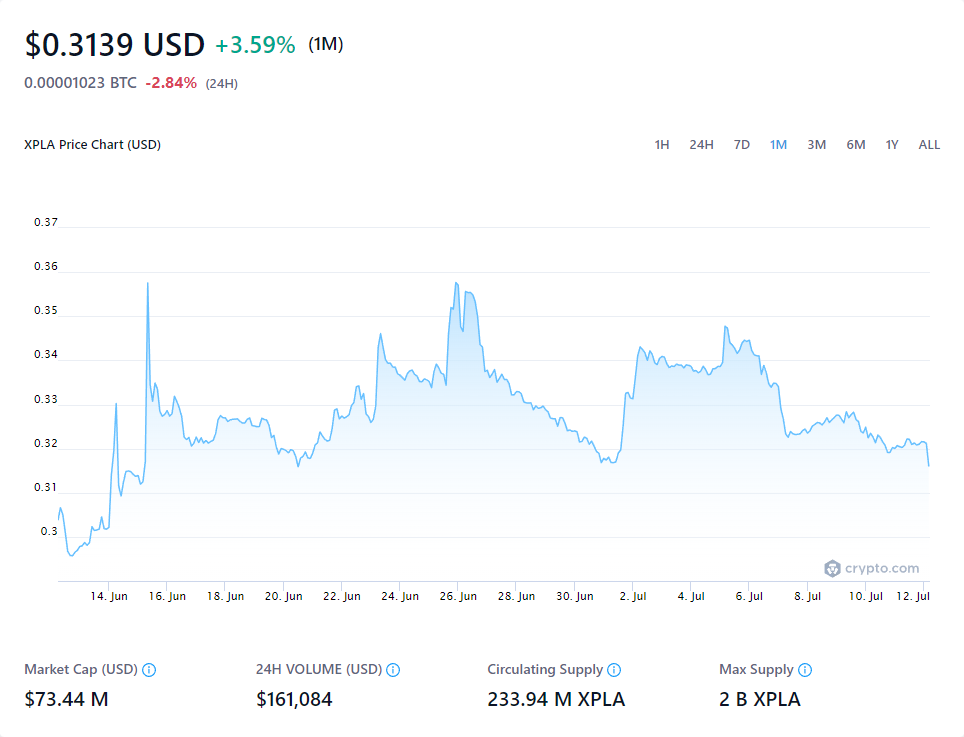 $0.3139 USD +3.59% (1M)
0.00001023 BTC -2.84% (24H)
XPLA Price Chart (USD) 1H 24H 7D 1M 3M 6M 1Y ALL
0.37
0.36
0.35
0.34
0.33
0.32
0.31
0.3
crypto.com
14. Jun 16. Jun 18. Jun 20. Jun 22. Jun 24. Jun 26. Jun 28. Jun 30. Jun 2. Jul 4. Jul 6. Jul 8. Jul 10. Jul 12. Jul
Market Cap (USD) 24H VOLUME (USD) Circulating Supply Max Supply
$73.44 M $161,084 233.94 M XPLA 2 B XPLA